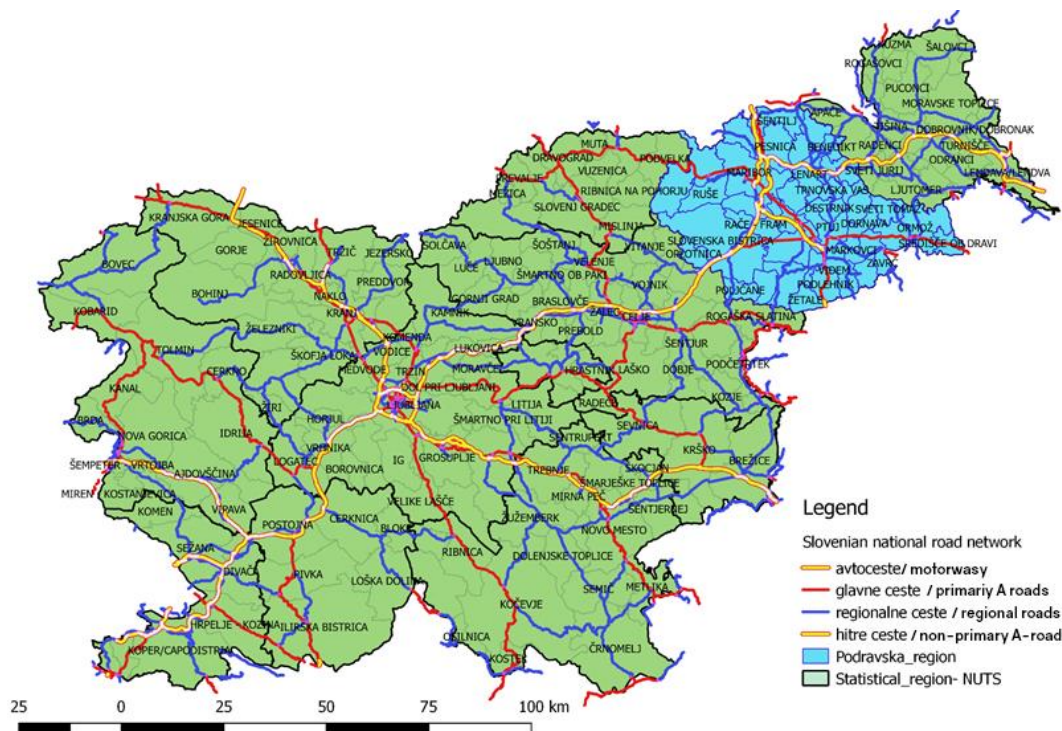 KUZMA
ŠALOVCI
ROGAŠOVCI
PUCONCI
MORAVSKE TOPLICE
APAČE
TIŠINA
DOBROVNIK/DOBRONAK
ŠENTILJ
PESNICA
BENEDIKT
RADENCI
TURNIŠČE
ODRANCI
MUTA
DRAVOGRAD
PODVELKA
VUZENICA
MARIBOR
LENART
SVETI JURIJ
LENDAVA/LENDVA
PREVALJE
MEŽICA
RIBNICA NA POHORJU
RUŠE
TRNOVSKA VAS
LJUTOMER
SLOVENJ GRADEC
DESTRNIK
SVETI TOMAŽ
KRANJSKA GORA
JESENICE
MISLINJA
RAČE - FRAM
PTUJ
DORNAVA
ORMOŽ
GORJE
ŽIROVNICA
TRŽIČ
JEZERSKO
SOLČAVA
ŠOŠTANJ
VITANJE
SLOVENSKA BISTRICA
MARKOVCI
SREDIŠČE OB DRAVI
BOVEC
RADOVLJICA
LUČE
LJUBNO
VELENJE
OPLOTNICA
VIDEM
ZAVRČ
BOHINJ
NAKLO
PREDDVOR
ŠMARTNO OB PAKI
VOJNIK
POLJČANE
PODLEHNIK
KOBARID
KRANJ
GORNJI GRAD
BRASLOVČE
ŽETALE
KAMNIK
ŽALEC
CELJE
ROGAŠKA SLATINA
ŽELEZNIKI
VRANSKO
PREBOLD
TOLMIN
KOMENDA
VODICE
LUKOVICA
ŠENTJUR
ŠKOFJA LOKA
CERKNO
MEDVODE
TRZIN
MORAVČE
HRASTNIK
LAŠKO
DOBJE
PODČETRTEK
KANAL
DOL PRI LJUBLJANI
RADEČE
KOZJE
ŽIRI
LJUBLJANA
LITIJA
BRDA
HORJUL
ŠMARTNO PRI LITIJI
SEVNICA
NOVA GORICA
IDRIJA
VRHNIKA
ŠENTRUPERT
KRŠKO
ŠEMPETER - VRTOJBA
LOGATEC
BOROVNICA
IG
GROSUPLJE
TREBNJE
ŠKOCJAN
BREŽICE
AJDOVŠČINA
ŠMARJEŠKE TOPLICE
MIREN - KOSTANJEVICA
MIRNA PEČ
KOMEN
VIPAVA
VELIKE LAŠČE
ŠENTJERNEJ
POSTOJNA
CERKNICA
BLOKE
ŽUŽEMBERK
NOVO MESTO
SEŽANA
RIBNICA
DOLENJSKE TOPLICE
DIVAČA
PIVKA
LOŠKA DOLINA
METLIKA
SEMIČ
KOČEVJE
HRPELJE - KOZINA
ILIRSKA BISTRICA
OSILNICA
KOPER/CAPODISTRIA
KOSTEL
ČRNOMELJ
Legend
Slovenian national road network
avtoceste/ motorwasy
glavne ceste / primariy A roads
regionalne ceste / regional roads
hitre ceste / non-primary A-road
Podravska_region
Statistical_region- NUTS
25 0 25 50 75 100 km